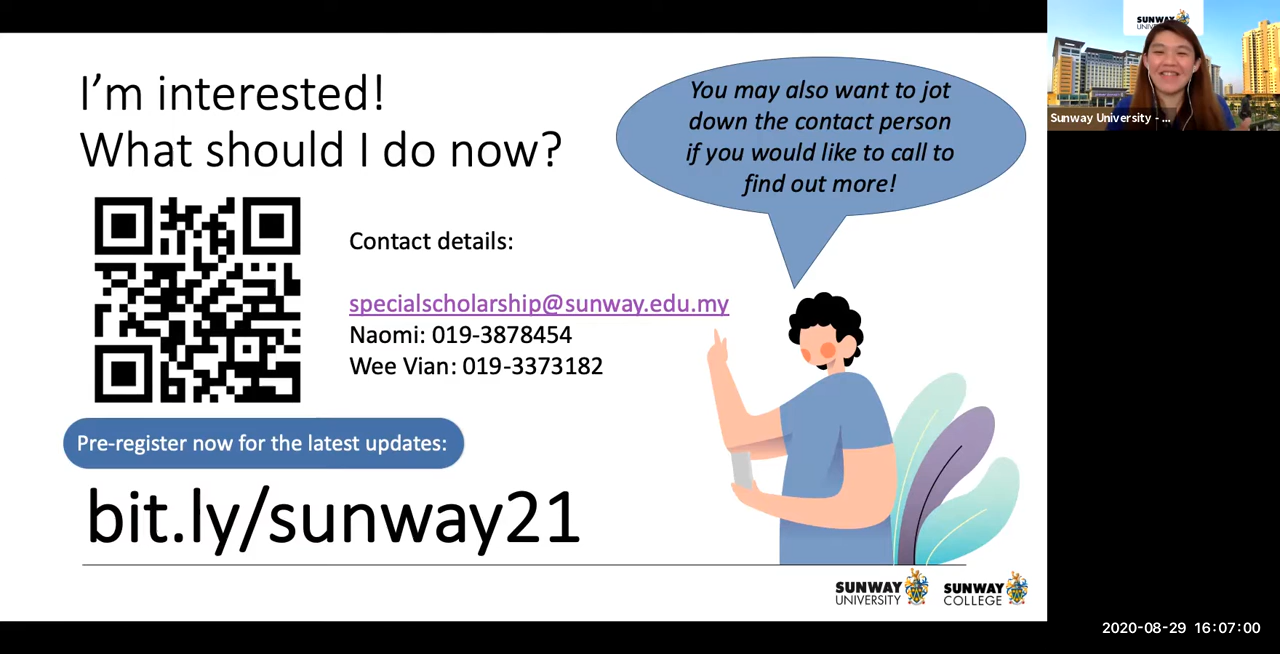 I'm interested!
What should I do now?
You may also want to jot
down the contact person
if you would like to call to
find out more!
Contact details:
specialscholarship@sunway.edu.my
Naomi: 019-3878454
Wee Vian: 019-3373182
Pre-register now for the latest updates:
bit.ly/sunway21
SUNWAY
UNIVERSITY
SUNWAY
COLLEGE
SUNWAY
Sunway University - ...
2020-08-29 16:07:00